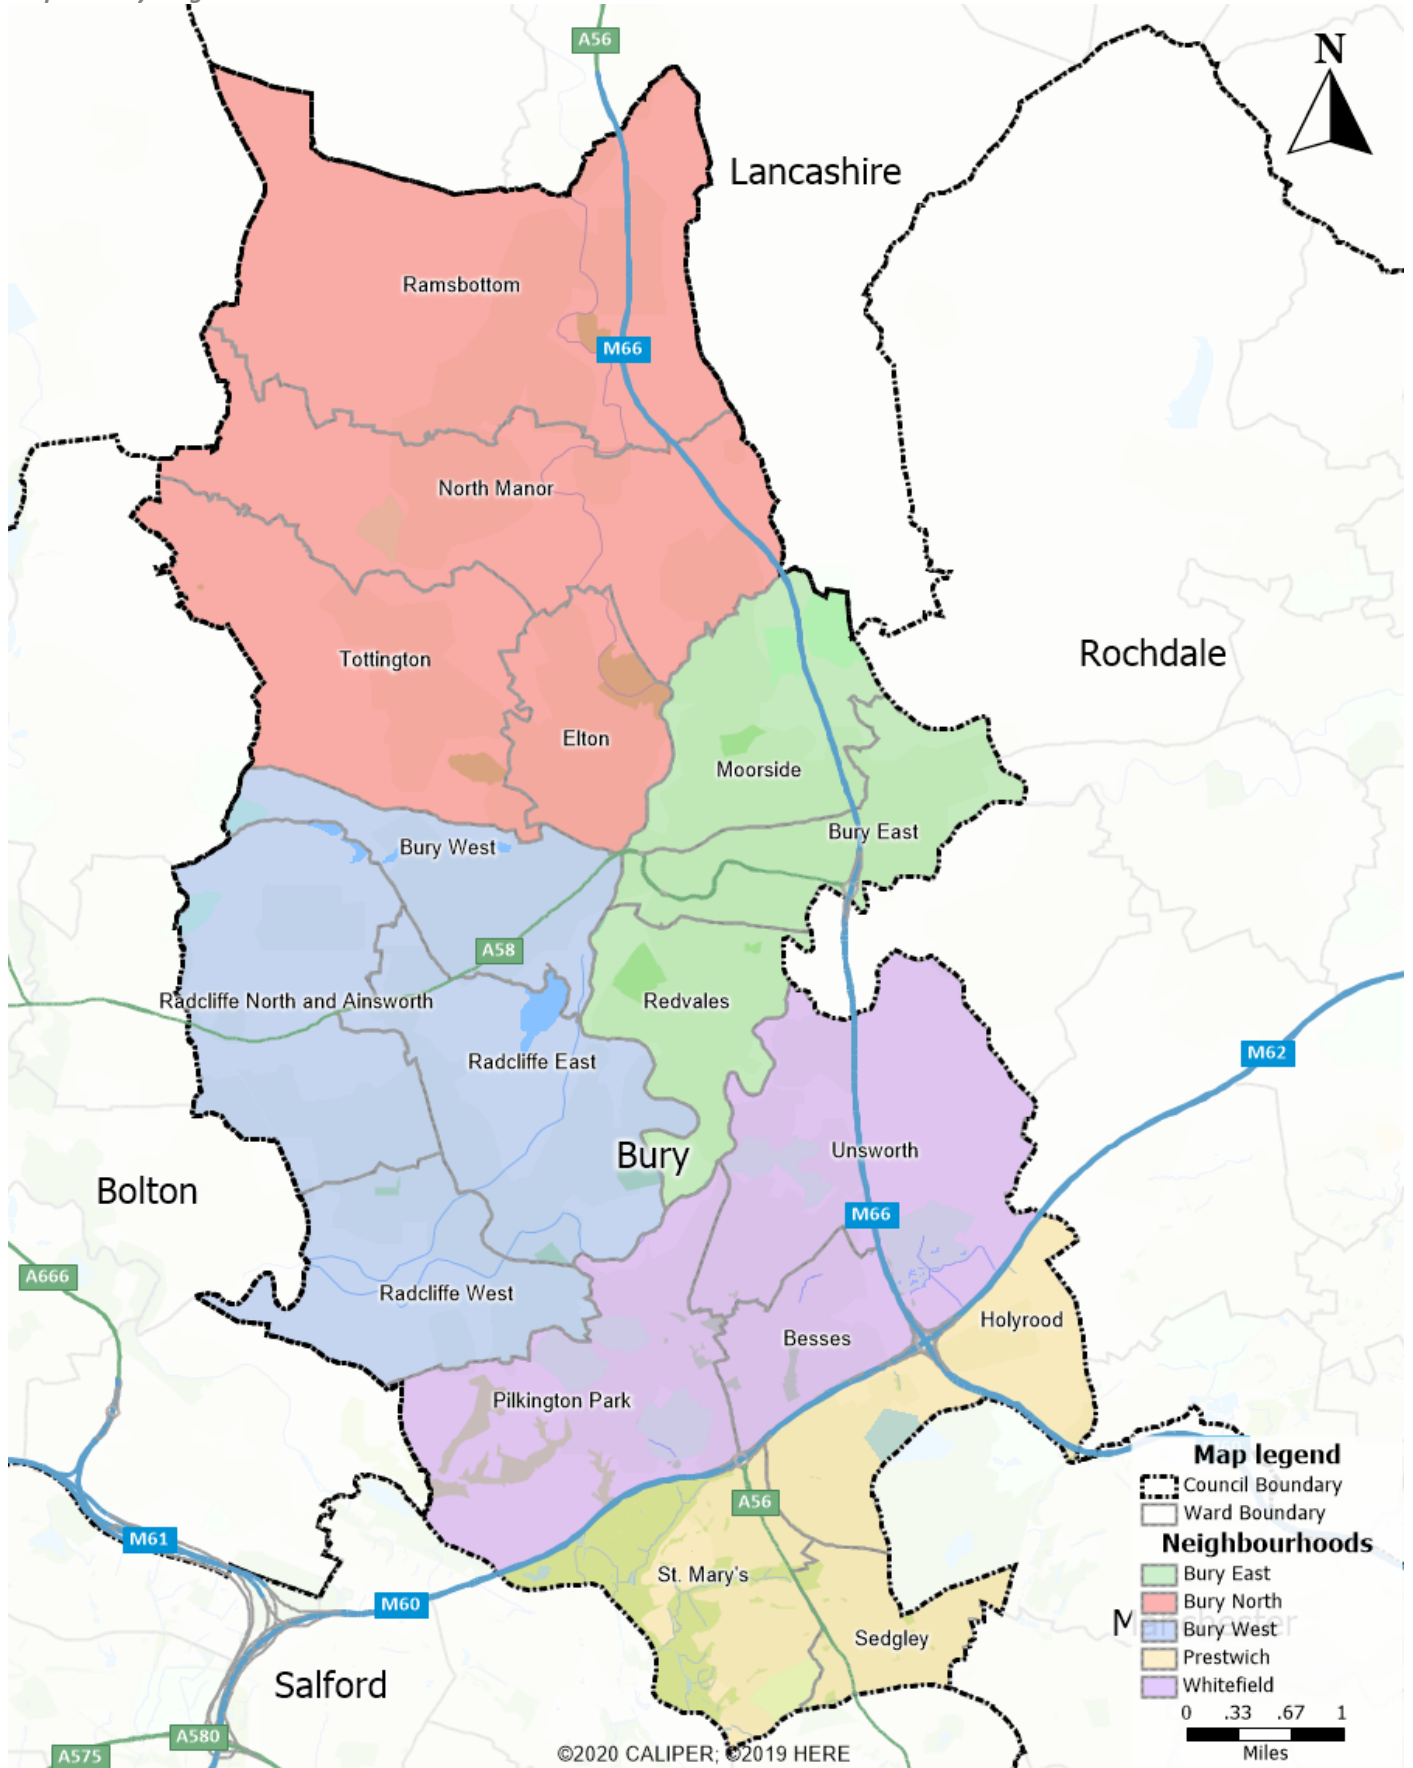 A56
N
Lancashire
Ramsbottom
M66
North Manor
Rochdale
Tottington
Elton
Moorside
Bury East
Bury West
A58
Radcliffe North and Ainsworth
Redvales
M62
Radcliffe East
Bury
Unsworth
Bolton
M66
A666
Radcliffe West
Holyrood
Besses
Pilkington Park
Map legend
Council Boundary
A56
Ward Boundary
M61
Neighbourhoods
St. Mary's
Bury East
M60
Bury North
Manchester
Bury West
Sedgley
Prestwich
Salford
Whitefield
0 .33 .67 1
A580
A575
Miles
©2020 CALIPER; ©2019 HERE